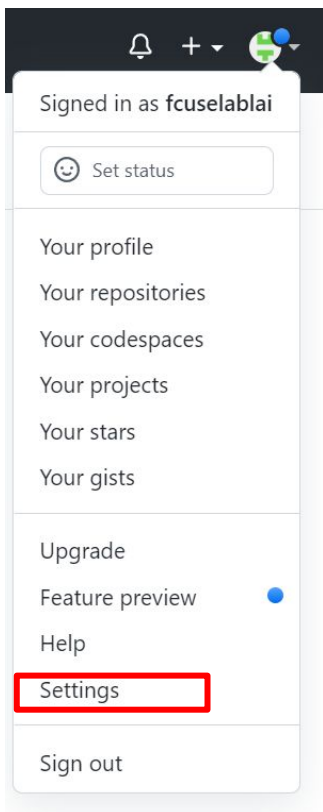 Signed in as fcuselablai
Set status
Your profile
Your repositories
Your codespaces
Your projects
Your stars
Your gists
Upgrade
Feature preview
Help
Settings
Sign out